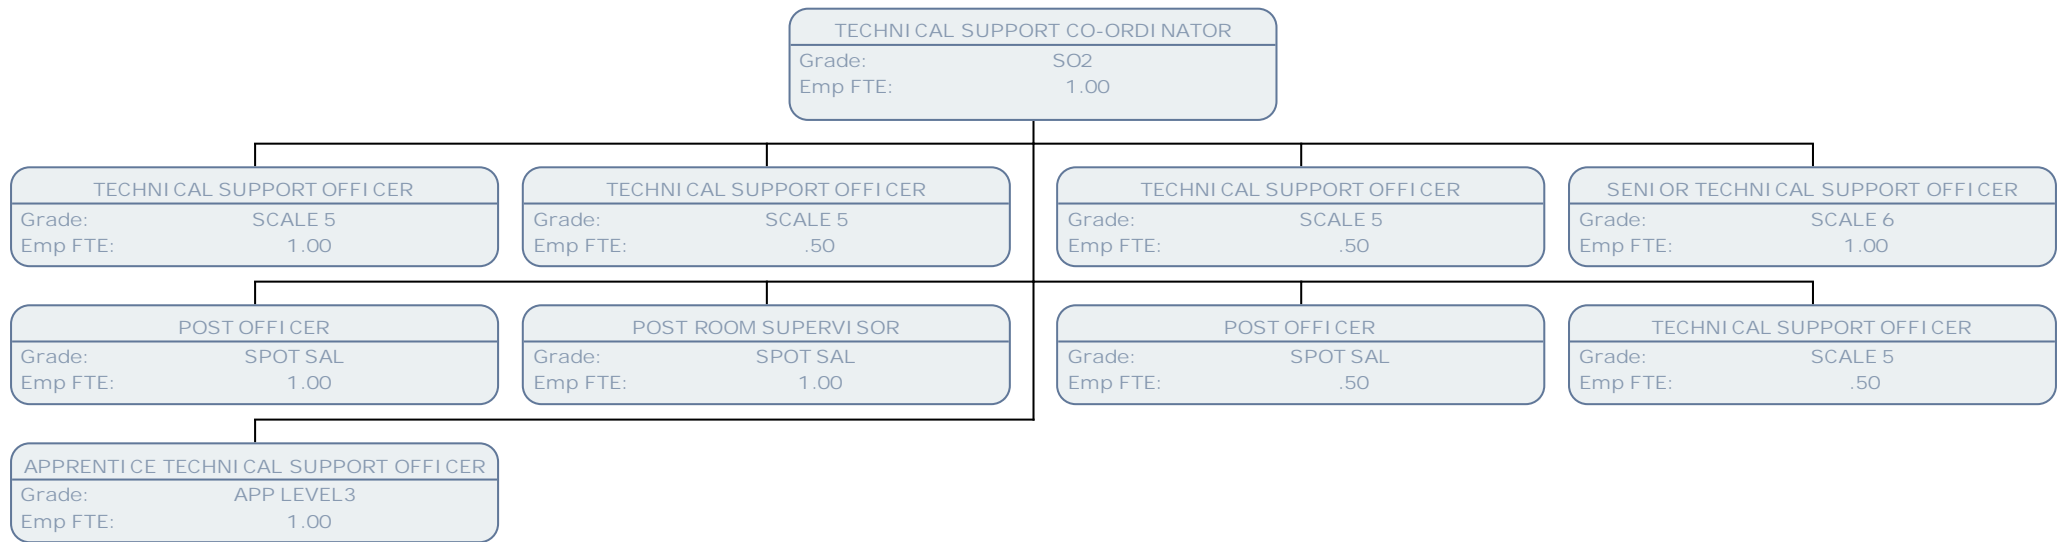 TECHNICAL SUPPORT CO-ORDINATOR
Grade: SO2
Emp FTE: 1.00
TECHNICAL SUPPORT OFFICER
Grade: SCALE 5
Emp FTE: 1.00
TECHNICAL SUPPORT OFFICER
Grade: SCALE 5
Emp FTE: .50
TECHNICAL SUPPORT OFFICER
Grade: SCALE 5
Emp FTE: .50
SENIOR TECHNICAL SUPPORT OFFICER
Grade: SCALE 6
Emp FTE: 1.00
POST OFFICER
Grade: SPOT SAL
Emp FTE: 1.00
POST ROOM SUPERVISOR
Grade: SPOT SAL
Emp FTE: 1.00
POST OFFICER
Grade: SPOT SAL
Emp FTE: .50
TECHNICAL SUPPORT OFFICER
Grade: SCALE 5
Emp FTE: .50
APPRENTICE TECHNICAL SUPPORT OFFICER
Grade: APP LEVEL3
Emp FTE: 1.00